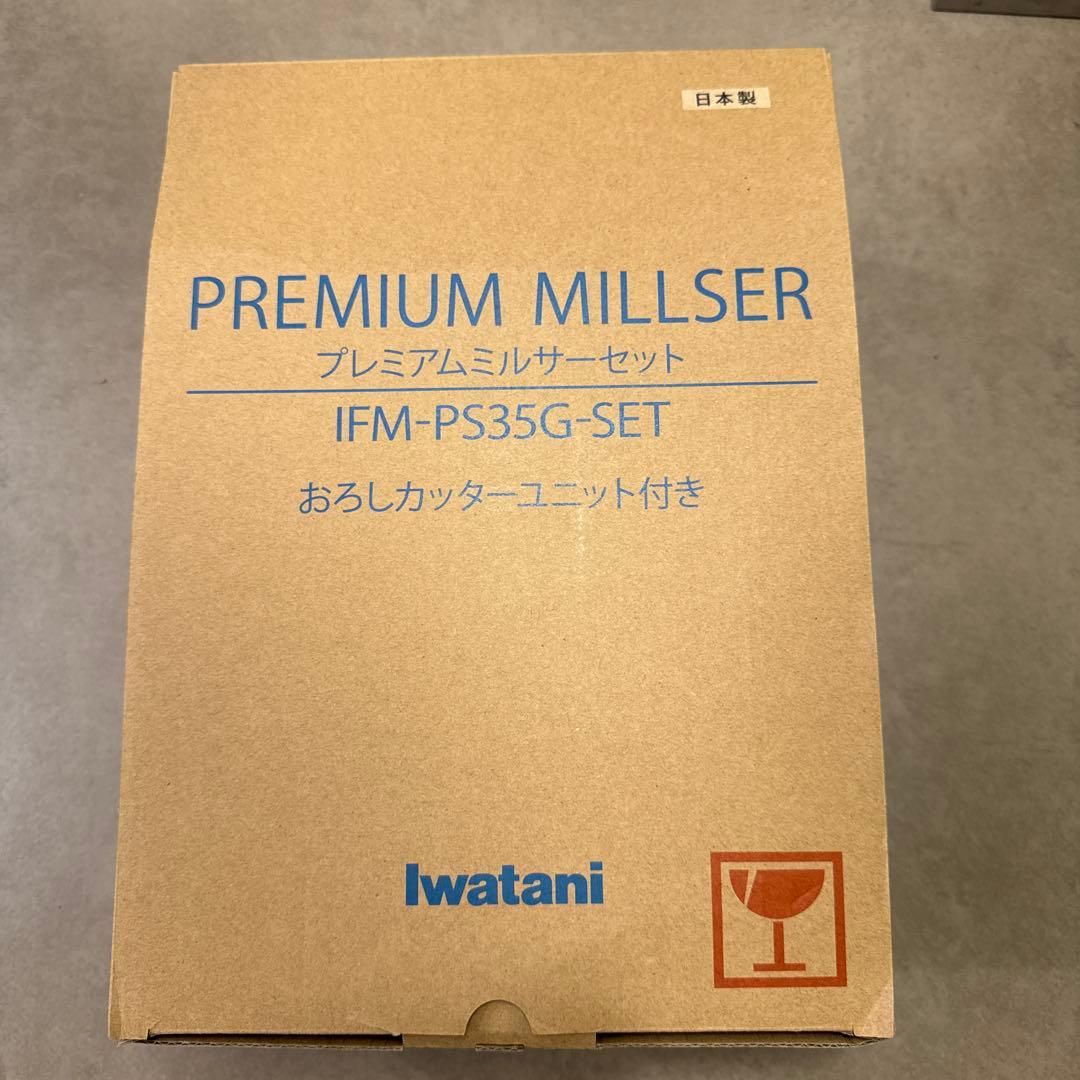 日本製
PREMIUM MILLSER
プレミアムミルサーセット
IFM-PS35G-SET
おろしカッターユニット付き
Iwatani